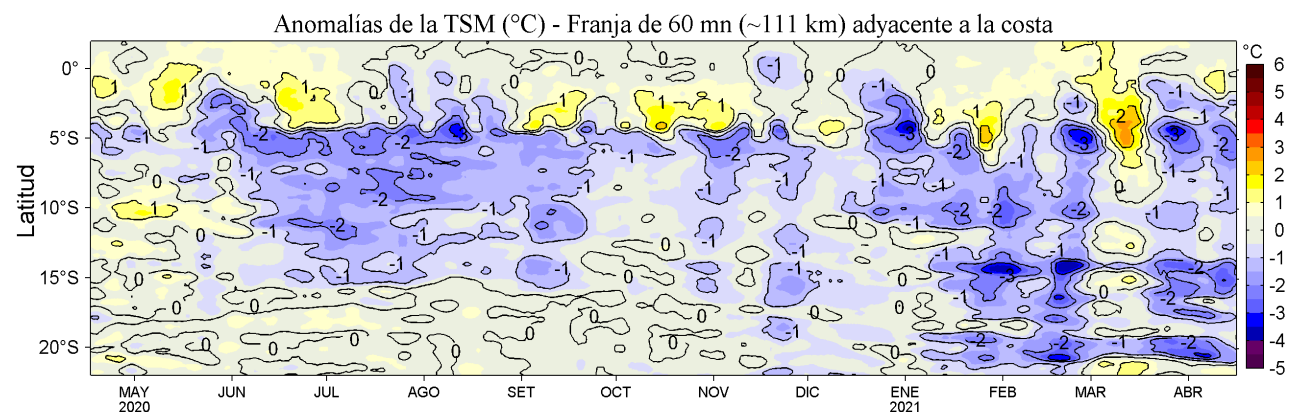 Anomalías de la TSM (°C) - Franja de 60 mn (~111 km) adyacente a la costa
°C
Latitud
0°
5°S
10°S
15°S
20°S
6
5
4
3
2
1
0
-1
-2
-3
-4
-5
MAY JUN JUL AGO SET OCT NOV DIC ENE FEB MAR ABR
2020 2021